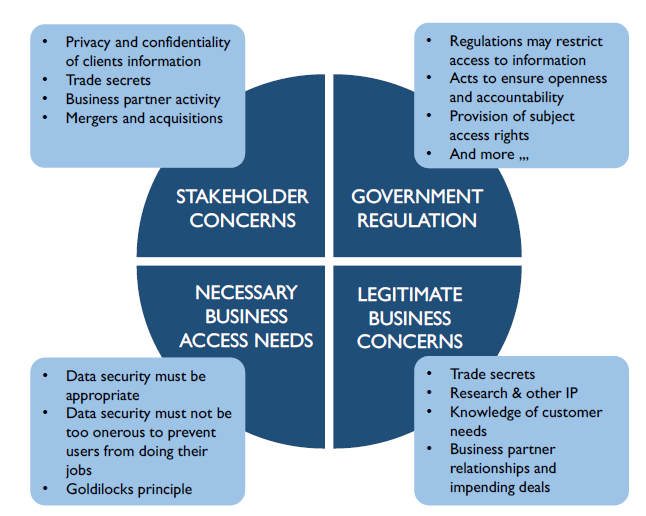 • Privacy and confidentiality
of clients information
• Trade secrets
• Business partner activity
• Mergers and acquisitions
• Regulations may restrict
access to information
• Acts to ensure openness
and accountability
• Provision of subject
access rights
• And more ,,,
STAKEHOLDER
CONCERNS
GOVERNMENT
REGULATION
NECESSARY
BUSINESS
ACCESS NEEDS
LEGITIMATE
BUSINESS
CONCERNS
• Data security must be
appropriate
• Data security must not be
too onerous to prevent
users from doing their
jobs
• Goldilocks principle
• Trade secrets
• Research & other IP
• Knowledge of customer
needs
• Business partner
relationships and
impending deals